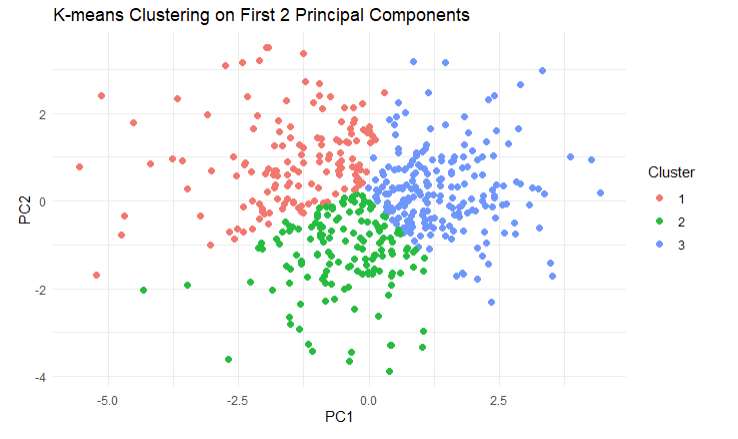 K-means Clustering on First 2 Principal Components
2
0
-2
-4
PC2
-5.0 -2.5 0.0 2.5
PC1
Cluster
1
2
3